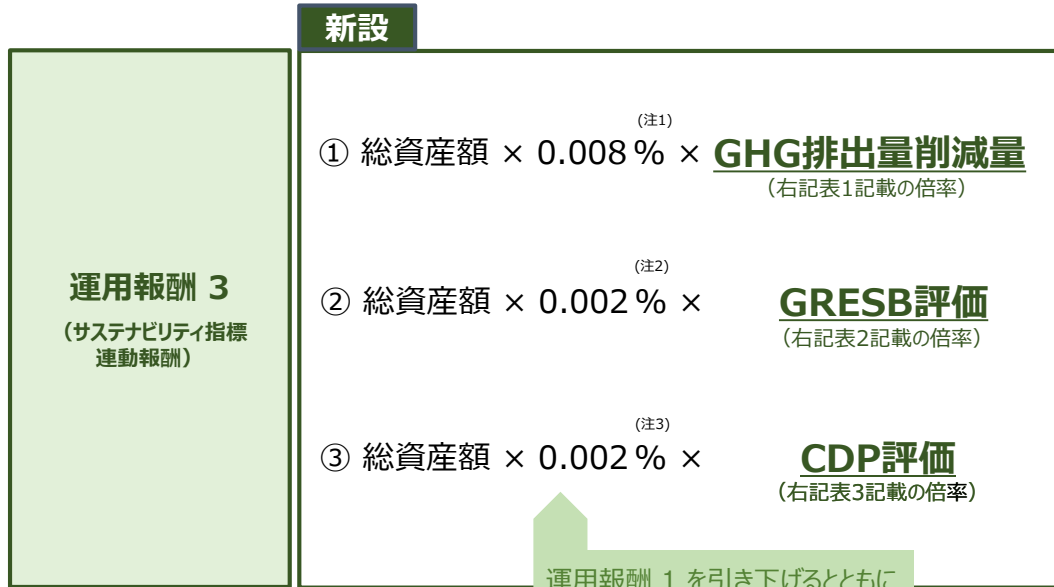 新設
運用報酬 3
（サステナビリティ指標
連動報酬）
(注1)
① 総資産額 × 0.008 % × GHG排出量削減量
（右記表1記載の倍率）
(注2)
② 総資産額 × 0.002 % × GRESB評価
（右記表2記載の倍率）
(注3)
③ 総資産額 × 0.002 % × CDP評価
（右記表3記載の倍率）
運用報酬 1 を引き下げるとともに